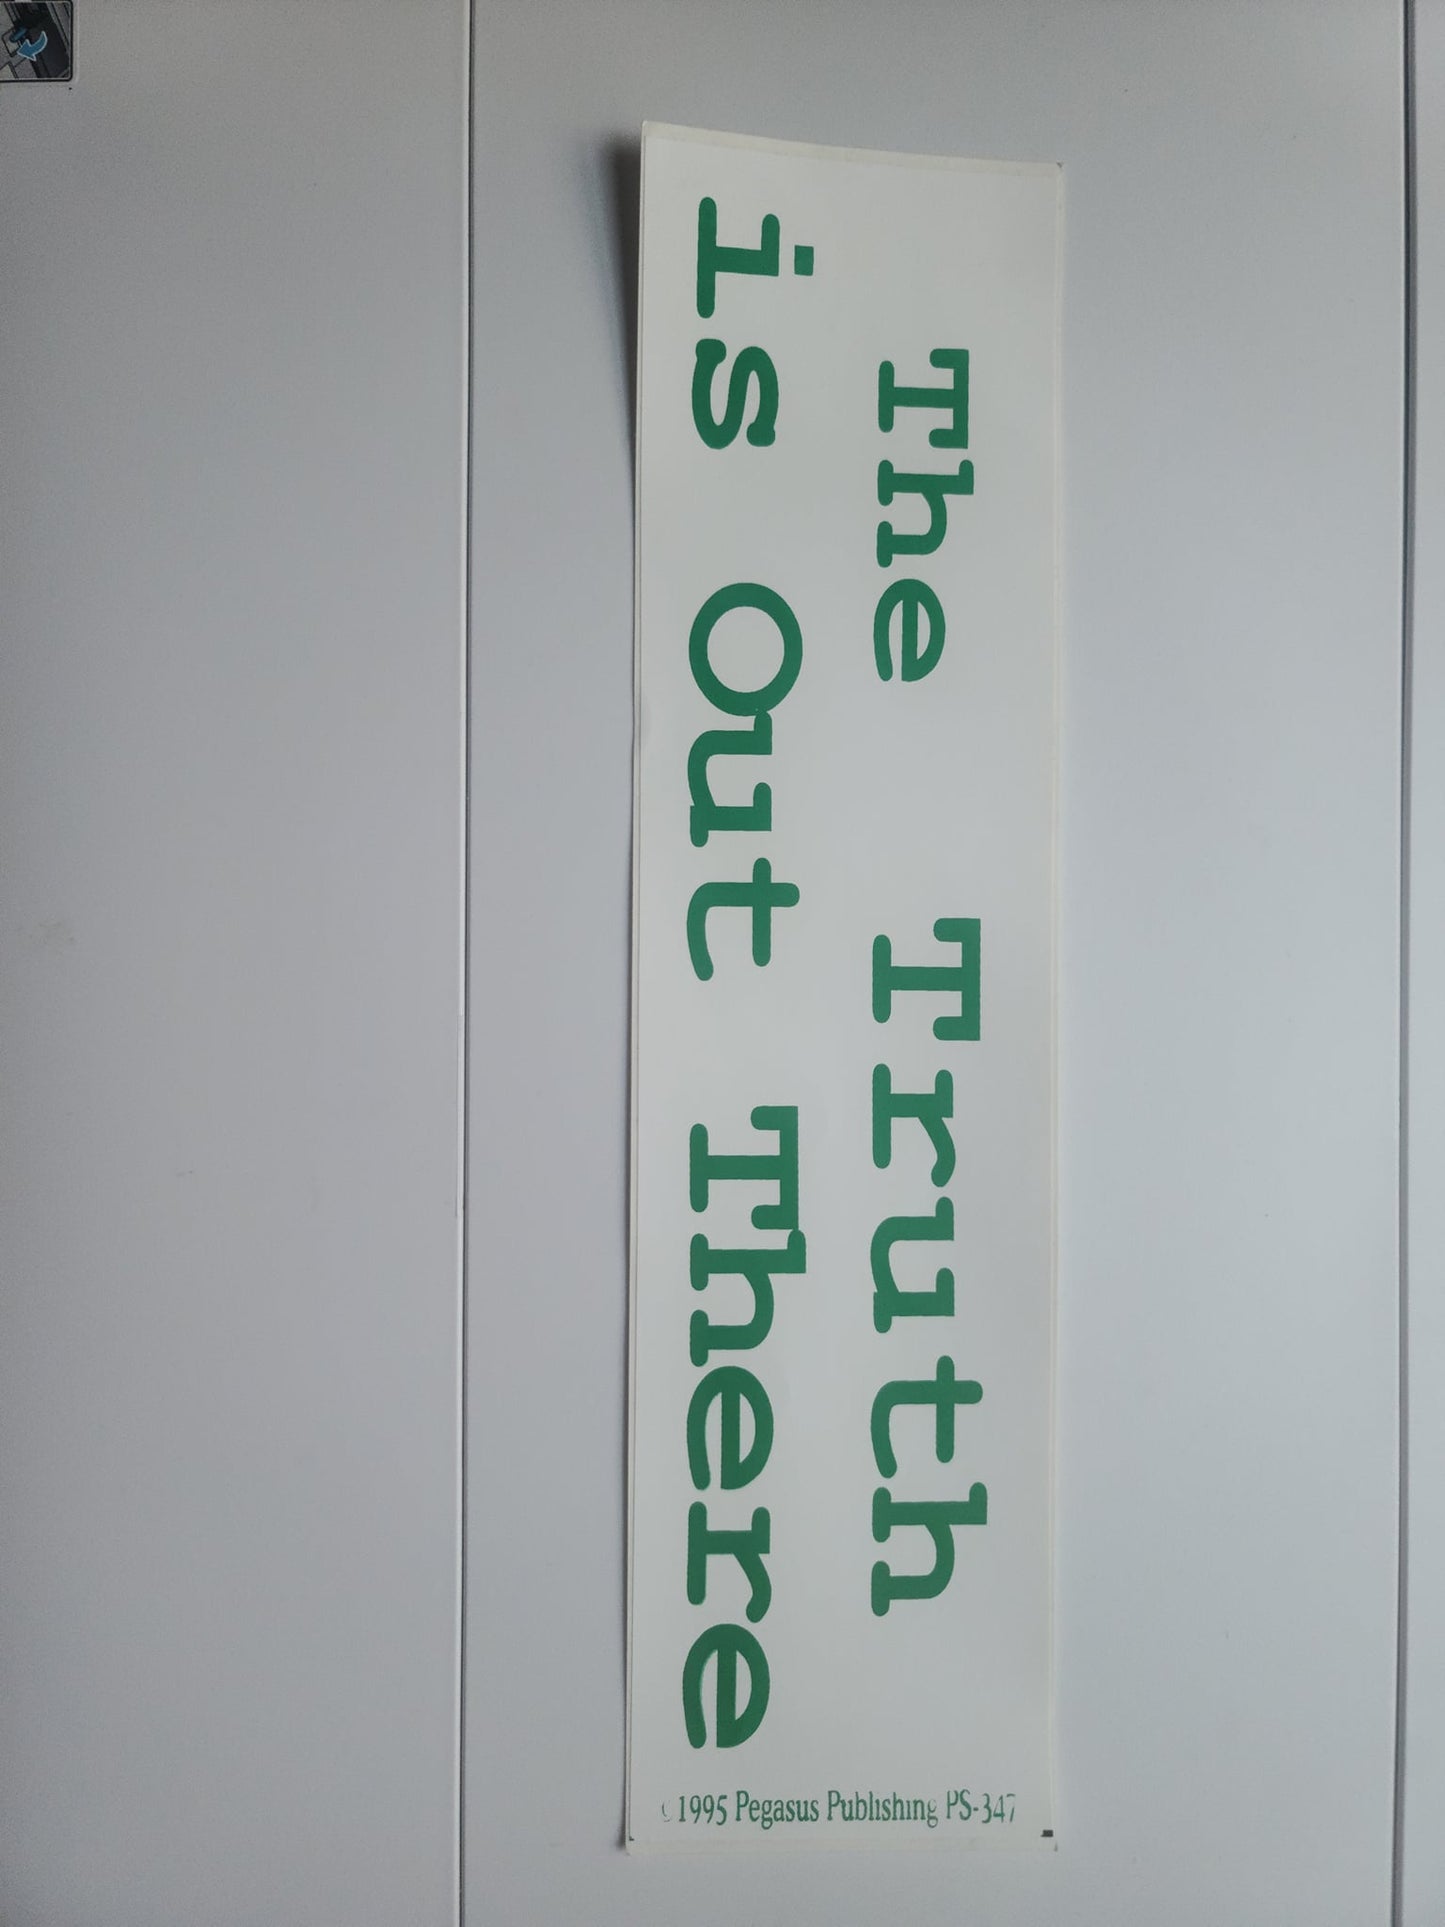 The Truth
is Out There
©1995 Pegasus Publishing PS-347